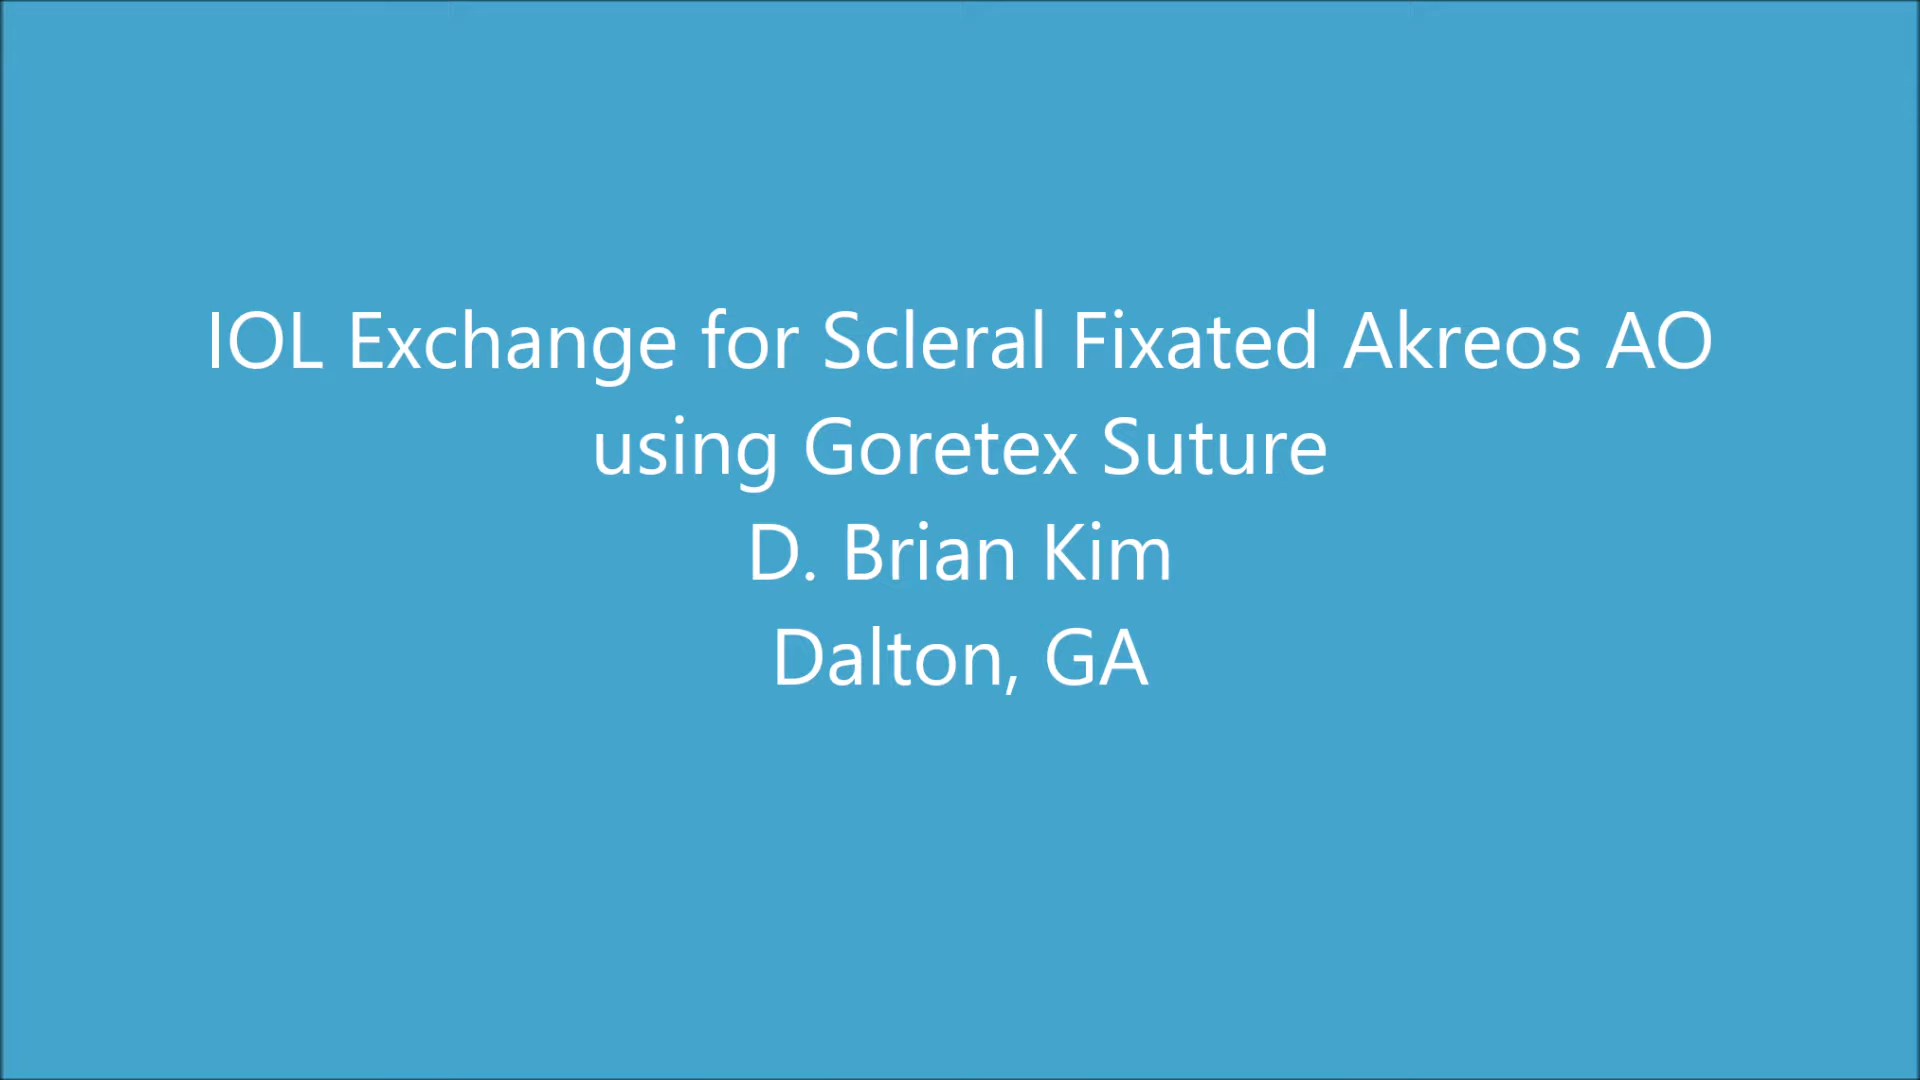 IOL Exchange for Scleral Fixated Akreos AO
using Goretex Suture
D. Brian Kim
Dalton, GA